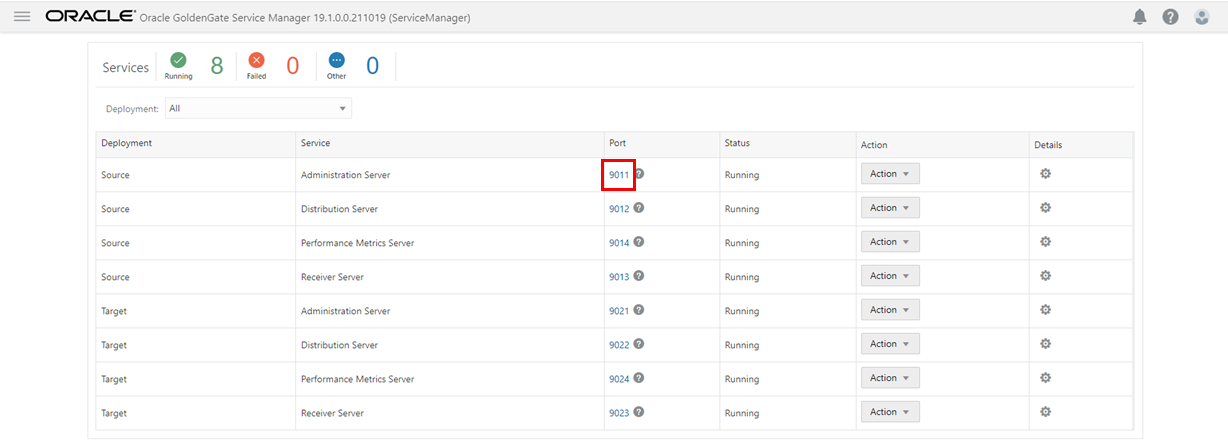 ORACLE® Oracle GoldenGate Service Manager 19.1.0.0.211019 (ServiceManager)
Services Running 8 Failed 0 Other 0
Deployment: All
Deployment Service Port Status Action Details
Source Administration Server 9011 Running Action
Source Distribution Server 9012 Running Action
Source Performance Metrics Server 9014 Running Action
Source Receiver Server 9013 Running Action
Target Administration Server 9021 Running Action
Target Distribution Server 9022 Running Action
Target Performance Metrics Server 9024 Running Action
Target Receiver Server 9023 Running Action